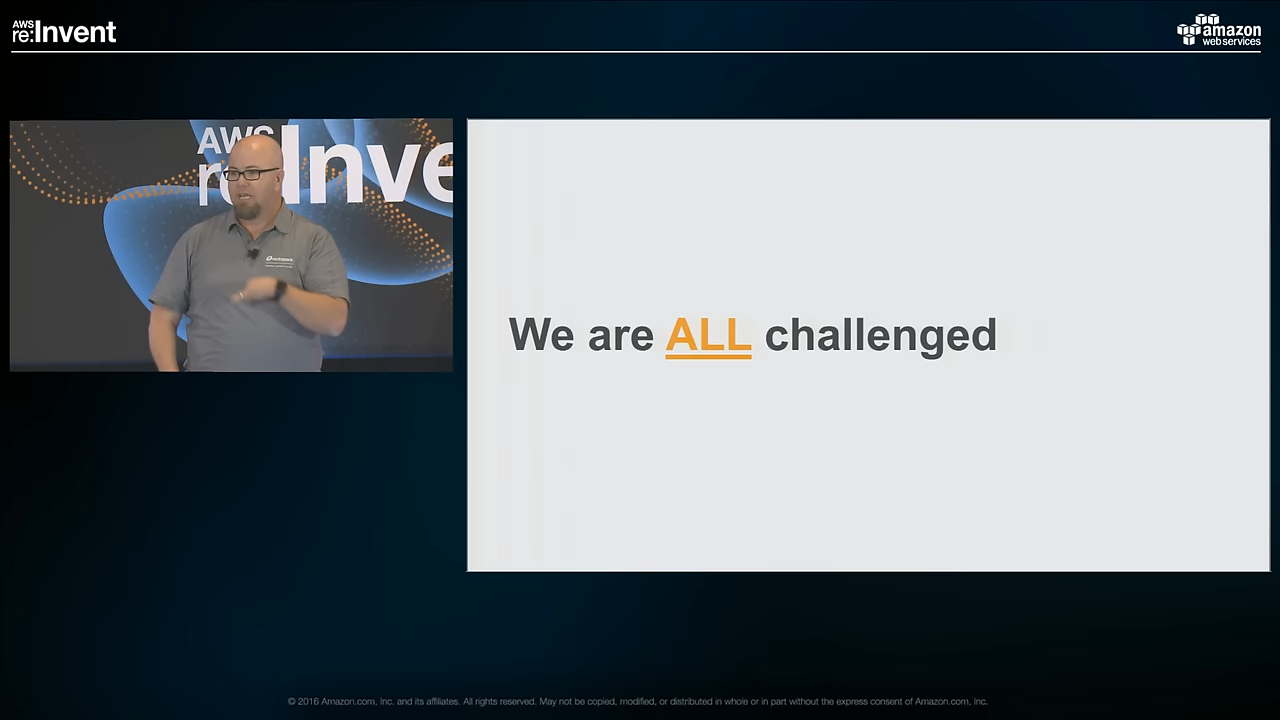 AWS
re:Invent
amazon
web services
AWS
Inve
We are ALL challenged
© 2016 Amazon.com, Inc. and its affiliates. All rights reserved. May not be copied, modified, or distributed in whole or in part without the express consent of Amazon.com, Inc.